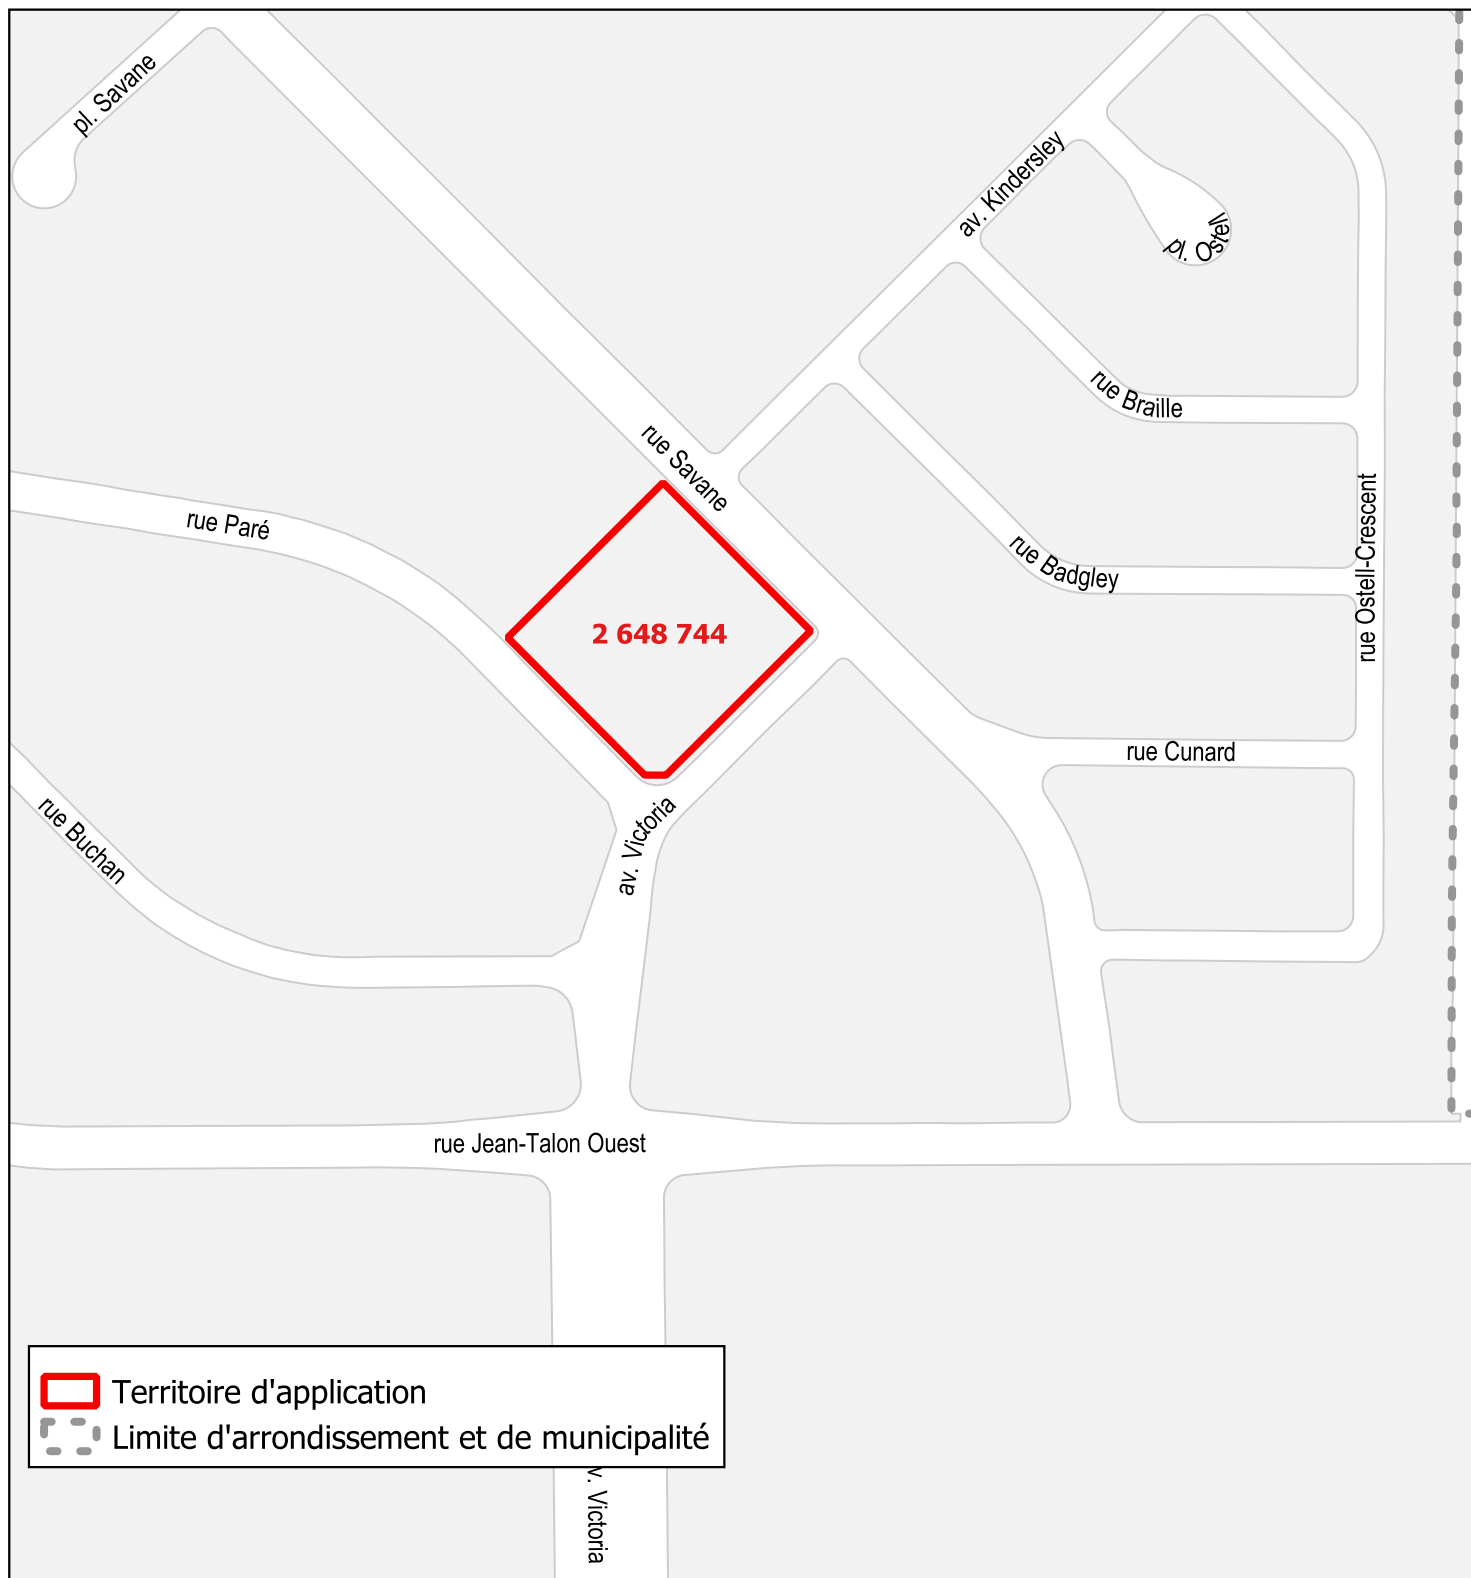 pl. Savane
av. Kindersley
pl. Ostell
rue Braille
rue Savane
rue Paré
rue Ostell-Crescent
rue Badgley
2 648 744
rue Cunard
rue Buchan
av. Victoria
rue Jean-Talon Ouest
Territoire d'application
Limite d'arrondissement et de municipalité
v. Victoria